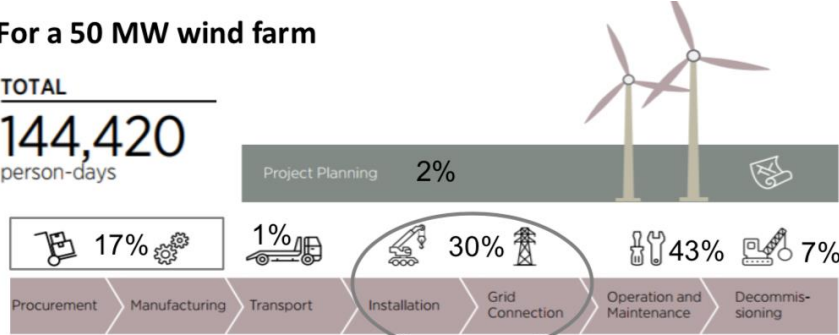 For a 50 MW wind farm
TOTAL
144,420
person-days
Project Planning 2%
17% 1% 30% 43% 7%
Procurement Manufacturing Transport Installation Grid Connection Operation and Maintenance Decommis-sioning